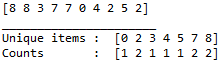 [8 8 3 7 7 0 4 2 5 2]
Unique items :  [0 2 3 4 5 7 8]
Counts       :  [1 2 1 1 1 2 2]